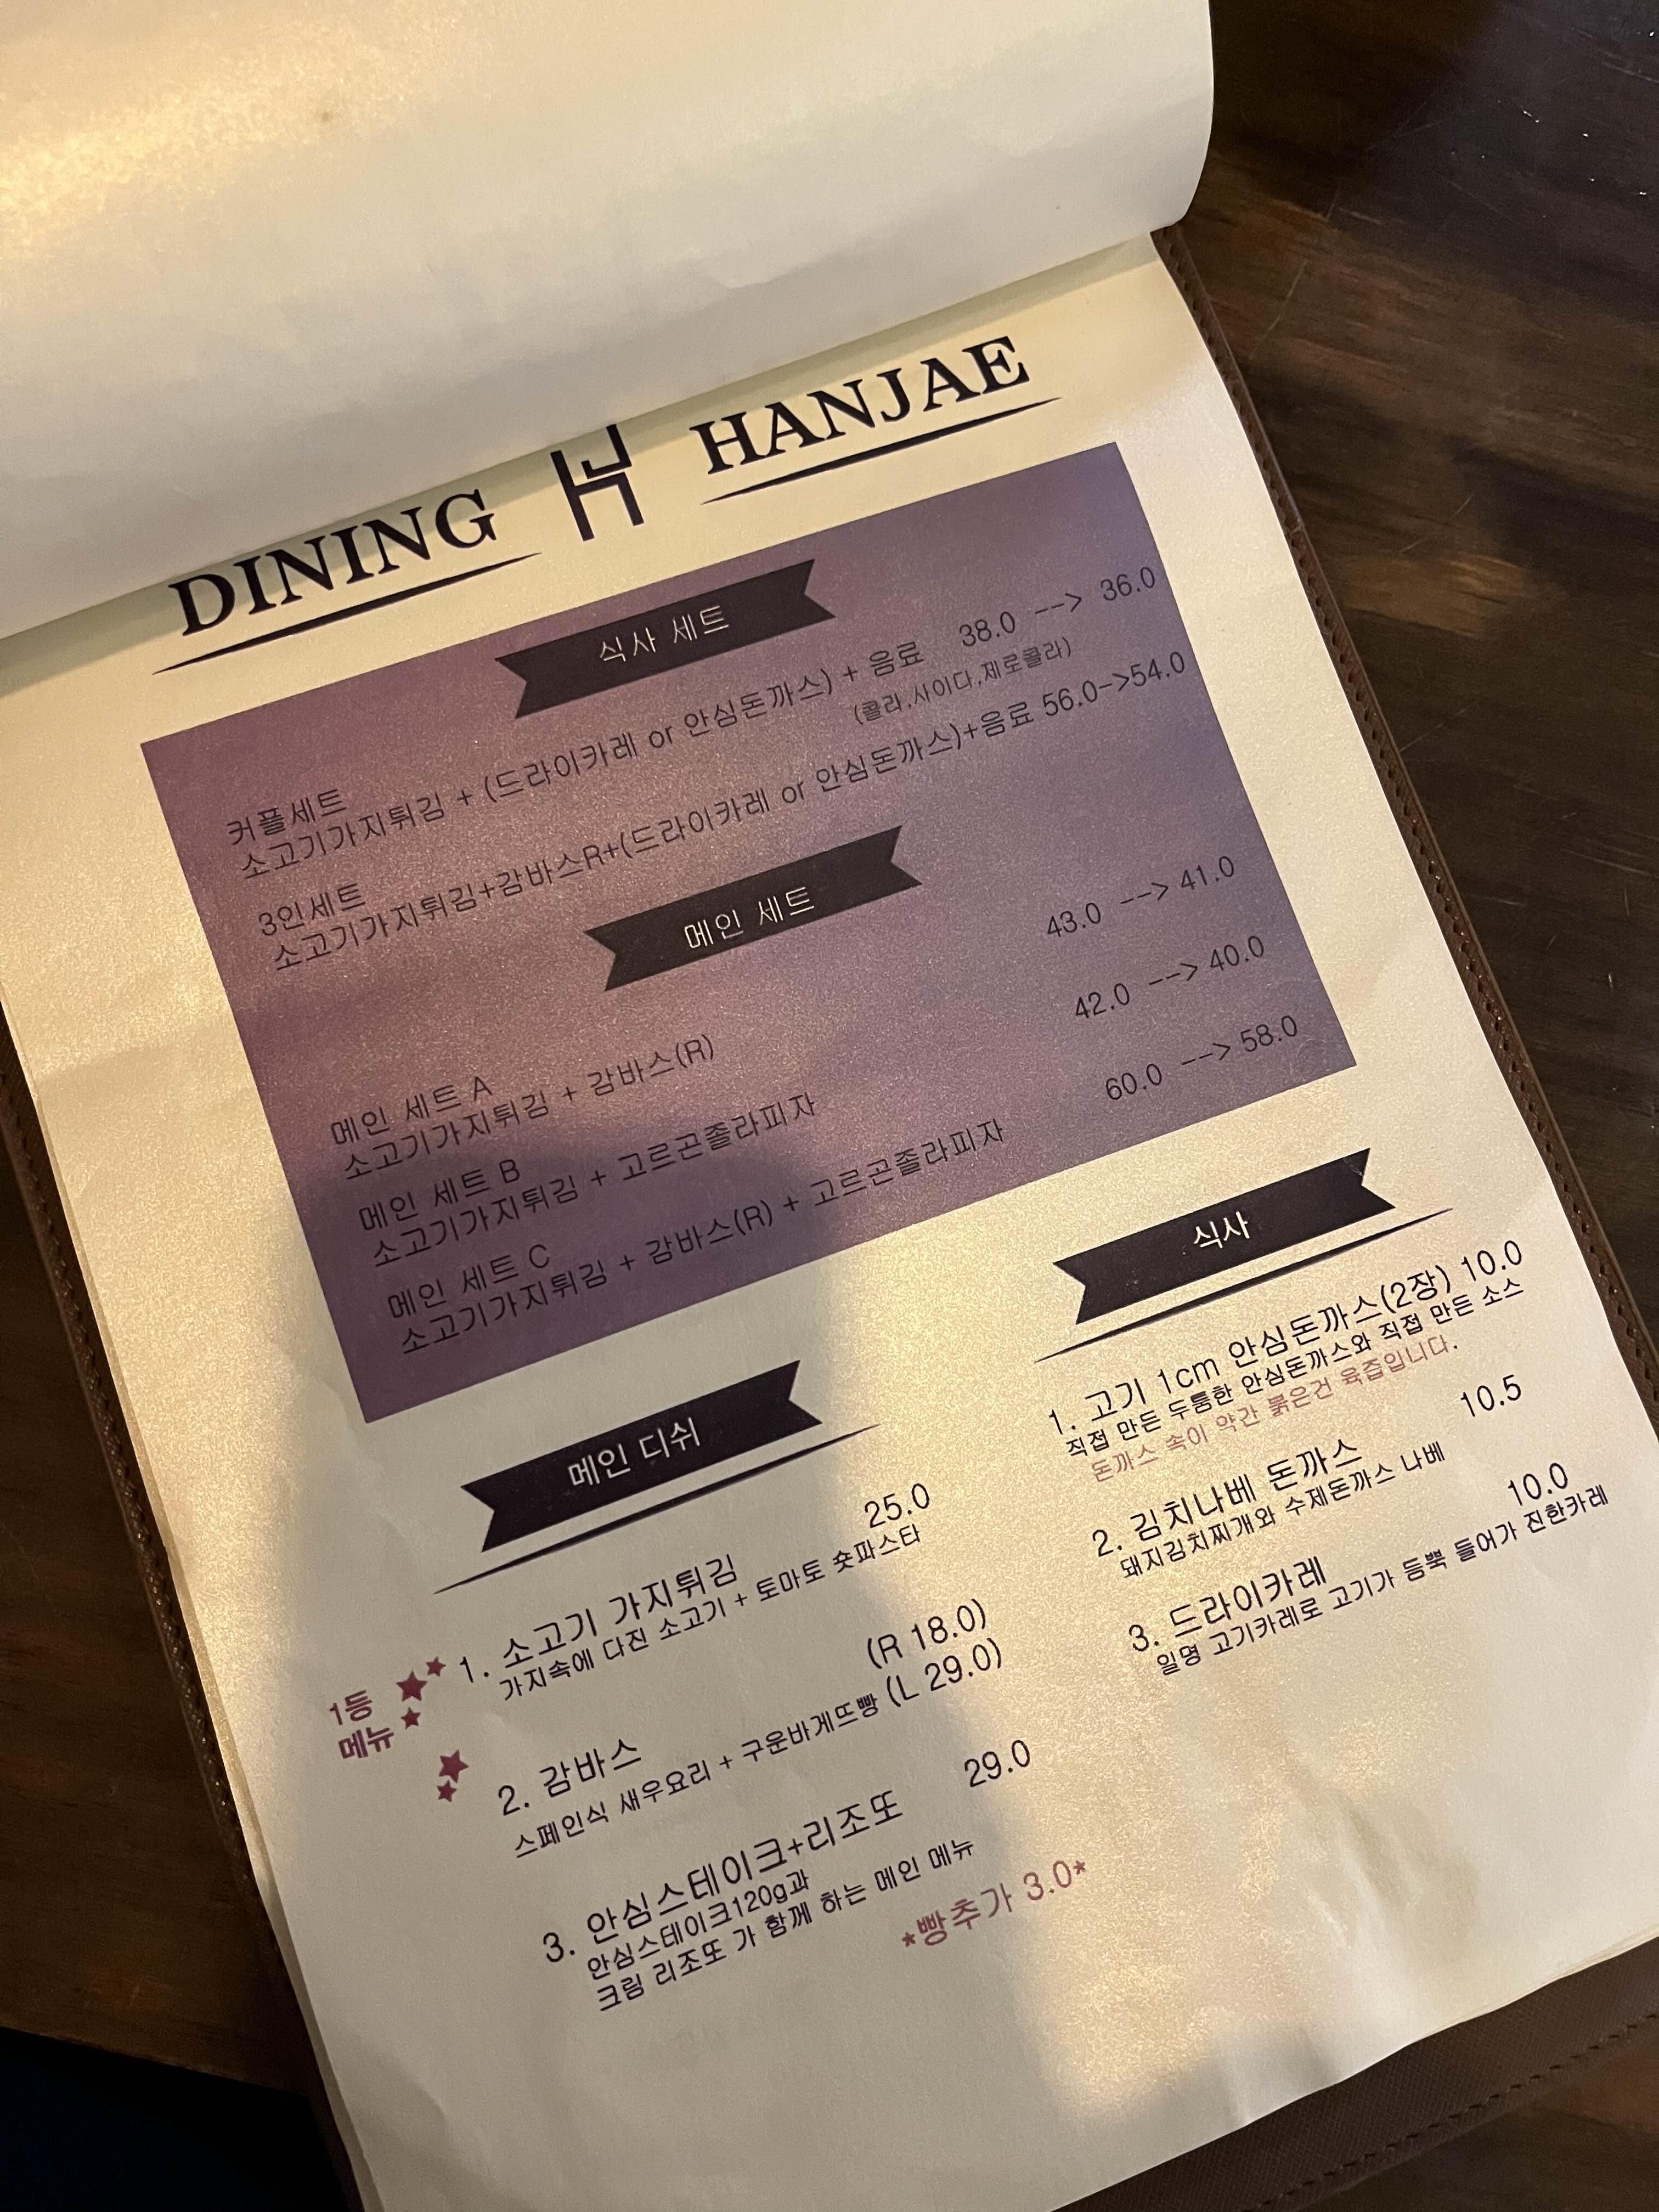 DINING HANJAE
식사 세트
커플세트
소고기가지튀김 + (드라이카레 or 안심돈까스) + 음료 38.0 --> 36.0
(콜라,사이다,제로콜라)
3인세트
소고기가지튀김+감바스R+(드라이카레 or 안심돈까스)+음료 56.0->54.0
메인 세트
메인 세트 A
소고기가지튀김 + 감바스(R) 43.0 --> 41.0
메인 세트 B
소고기가지튀김 + 고르곤졸라피자 42.0 --> 40.0
메인 세트 C
소고기가지튀김 + 감바스(R) + 고르곤졸라피자 60.0 --> 58.0
메인 디쉬
1등
메뉴
1. 소고기 가지튀김 25.0
가지속에 다진 소고기 + 토마토 숏파스타
2. 감바스 (R 18.0)
스페인식 새우요리 + 구운바게뜨빵 (L 29.0)
3. 안심스테이크+리조또 29.0
안심스테이크120g과
크림 리조또 가 함께 하는 메인 메뉴
*빵추가 3.0*
식사
1. 고기 1cm 안심돈까스(2장) 10.0
직접 만든 두툼한 안심돈까스와 직접 만든 소스
돈까스 속이 약간 붉은건 육즙입니다.
2. 김치나베 돈까스 10.5
돼지김치찌개와 수제돈까스 나베
3. 드라이카레 10.0
일명 고기카레로 고기가 듬뿍 들어가 진한카레